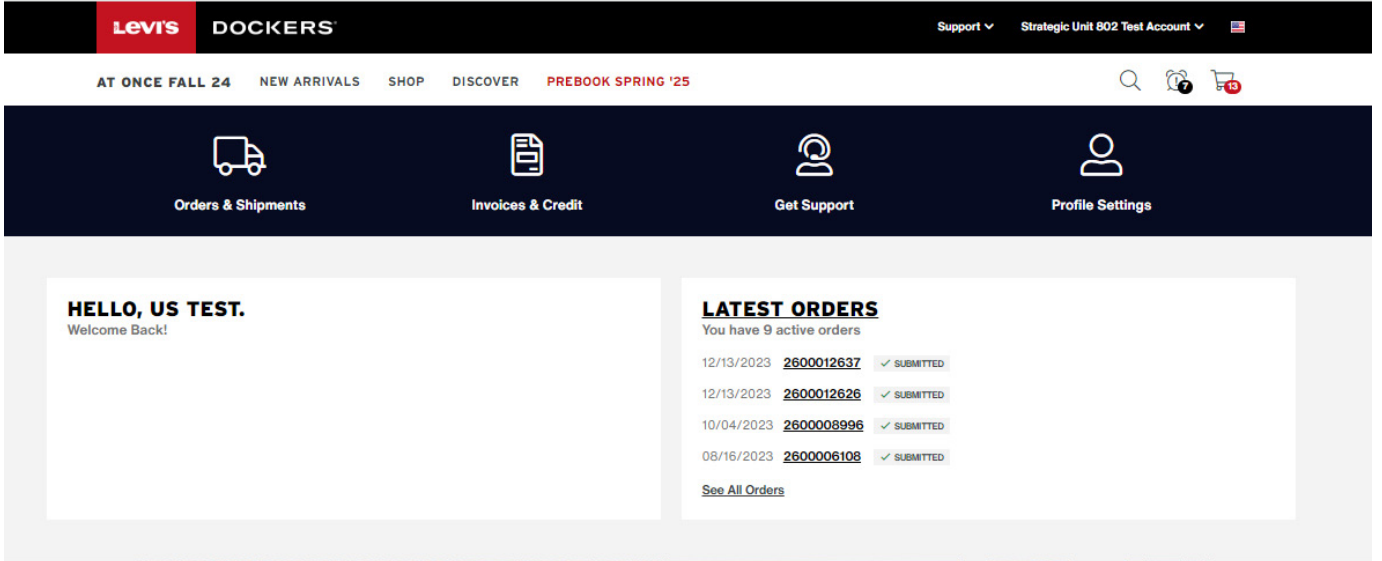 Levi's DOCKERS Support Strategic Unit 802 Test Account
AT ONCE FALL 24 NEW ARRIVALS SHOP DISCOVER PREBOOK SPRING '25 7 13
Orders & Shipments Invoices & Credit Get Support Profile Settings
HELLO, US TEST.
Welcome Back!
LATEST ORDERS
You have 9 active orders
12/13/2023 2600012637 ✓ SUBMITTED
12/13/2023 2600012626 ✓ SUBMITTED
10/04/2023 2600008996 ✓ SUBMITTED
08/16/2023 2600006108 ✓ SUBMITTED
See All Orders